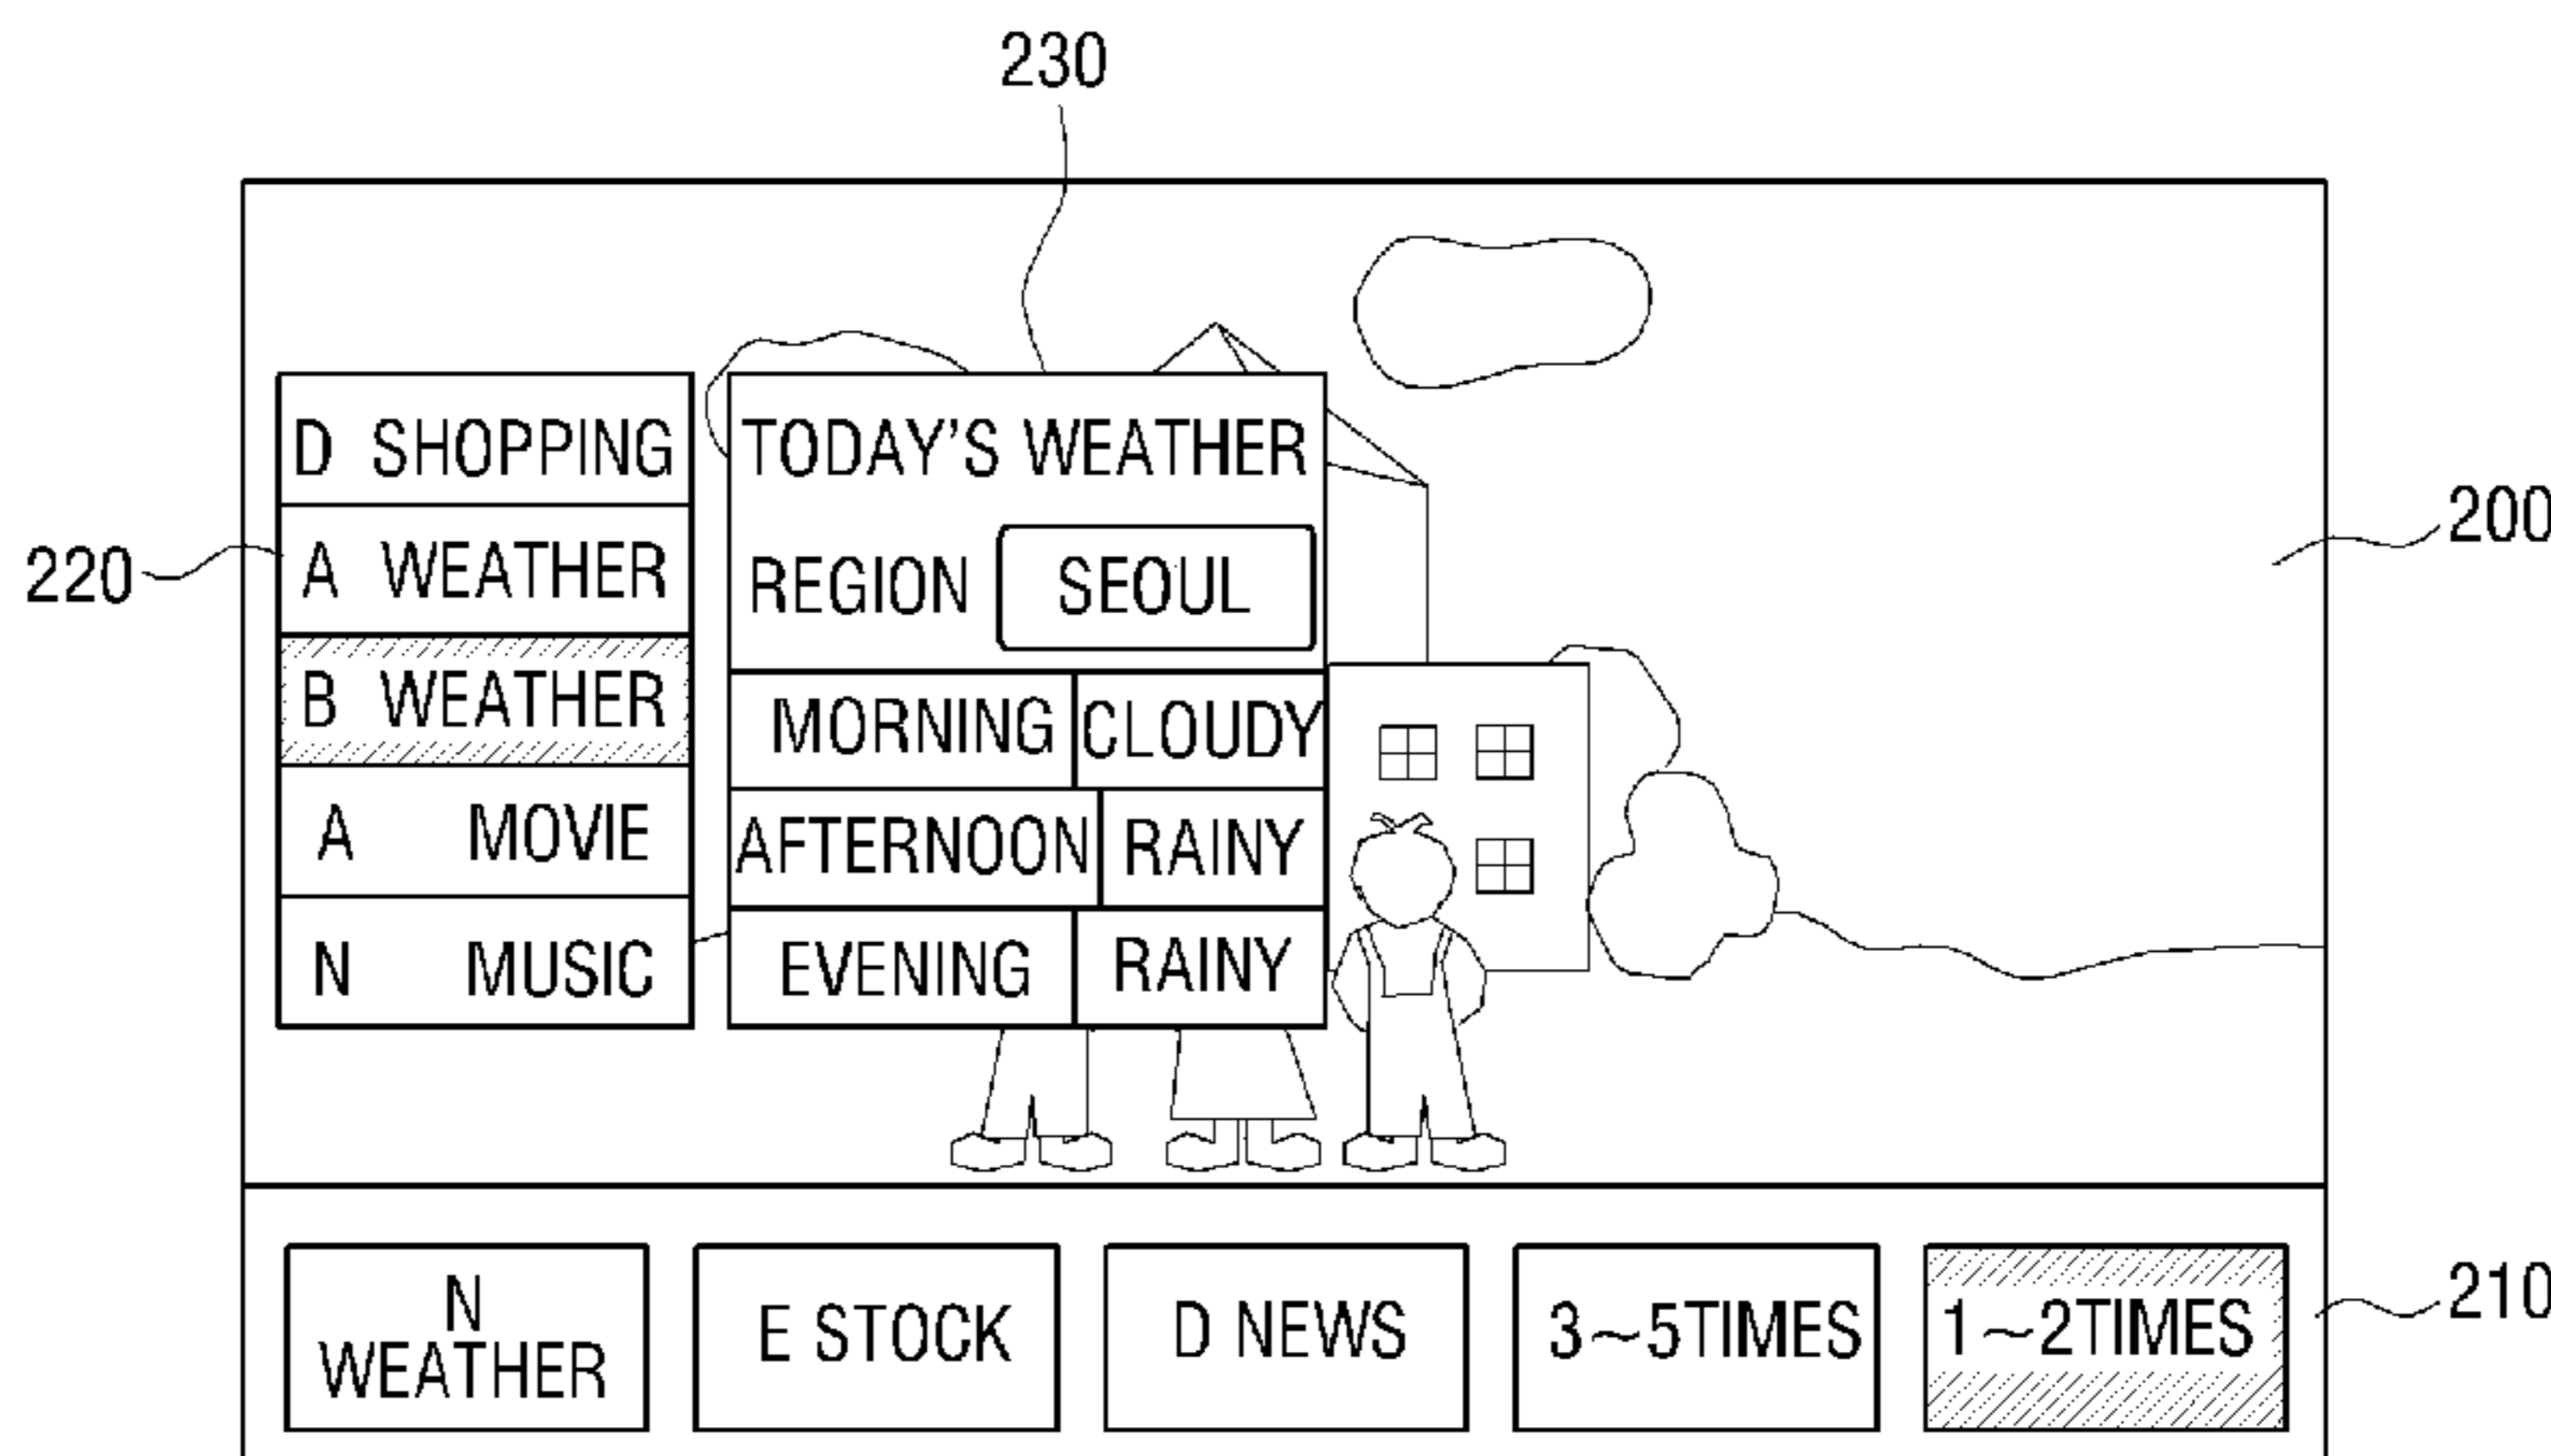 230
D SHOPPING
A WEATHER
B WEATHER
A MOVIE
N MUSIC
220
TODAY'S WEATHER
REGION SEOUL
MORNING CLOUDY
AFTERNOON RAINY
EVENING RAINY
200
N
WEATHER
E STOCK
D NEWS
3~5TIMES
1~2TIMES
210